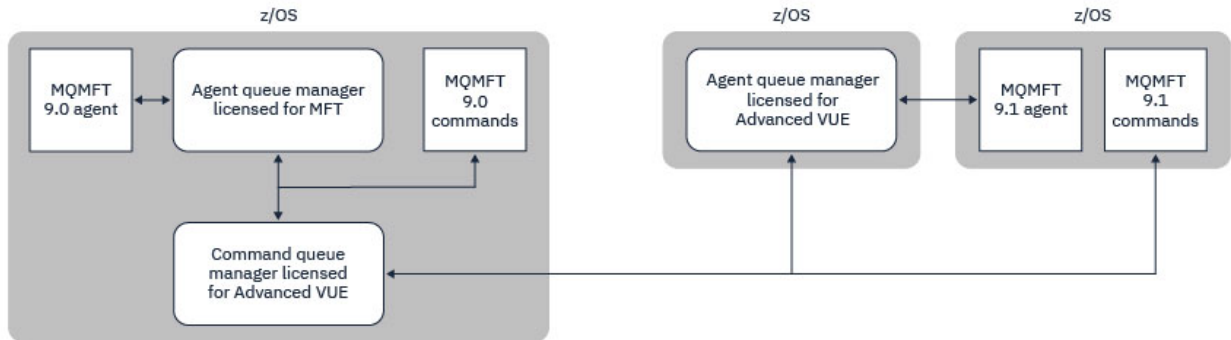 z/OS
MQMFT
9.0 agent
Agent queue manager
licensed for MFT
MQMFT
9.0
commands
Command queue
manager licensed
for Advanced VUE
z/OS
Agent queue manager
licensed for
Advanced VUE
z/OS
MQMFT
9.1 agent
MQMFT
9.1
commands